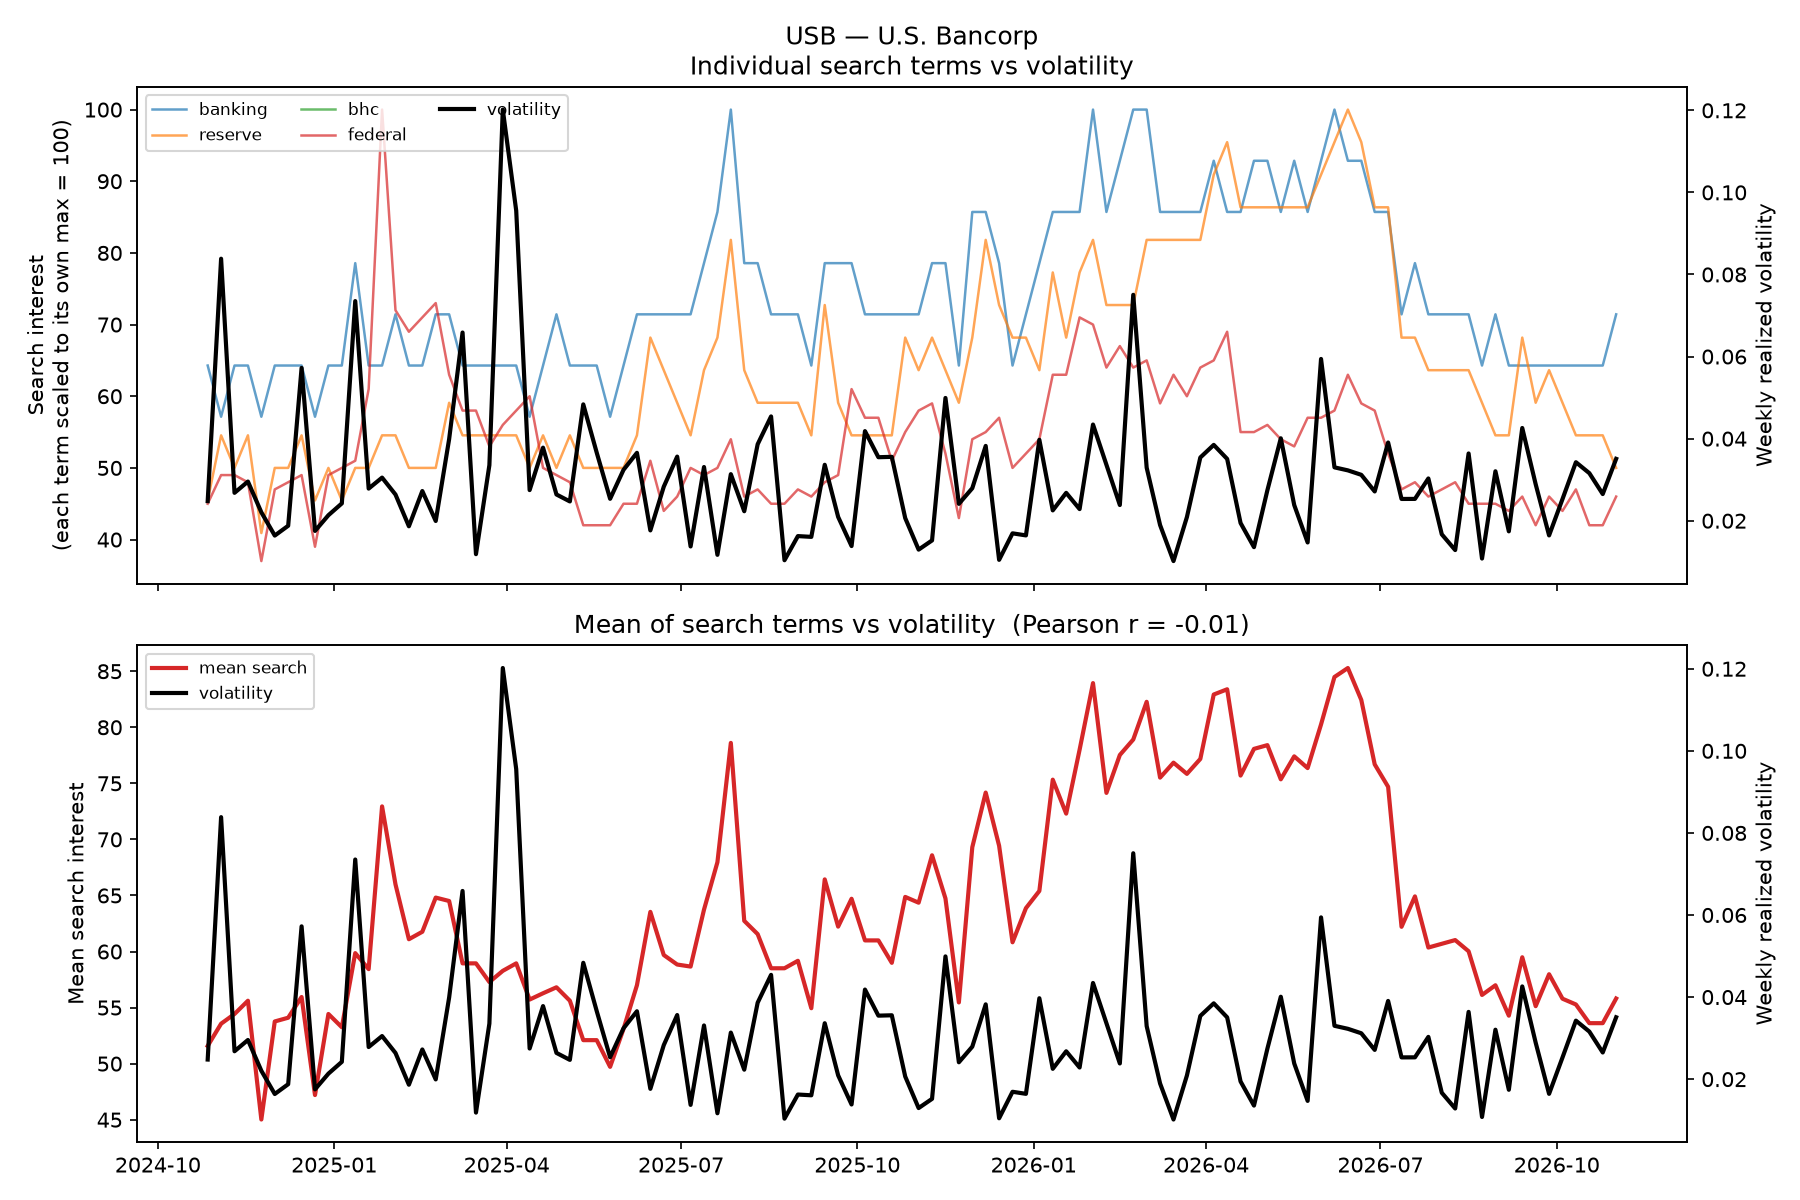 USB — U.S. Bancorp
Individual search terms vs volatility
banking
reserve
bhc
federal
volatility
Search interest
(each term scaled to its own max = 100)
100
90
80
70
60
50
40
0.12
0.10
0.08
0.06
0.04
0.02
Weekly realized volatility
Mean of search terms vs volatility (Pearson r = -0.01)
mean search
volatility
Mean search interest
85
80
75
70
65
60
55
50
45
0.12
0.10
0.08
0.06
0.04
0.02
Weekly realized volatility
2024-10
2025-01
2025-04
2025-07
2025-10
2026-01
2026-04
2026-07
2026-10